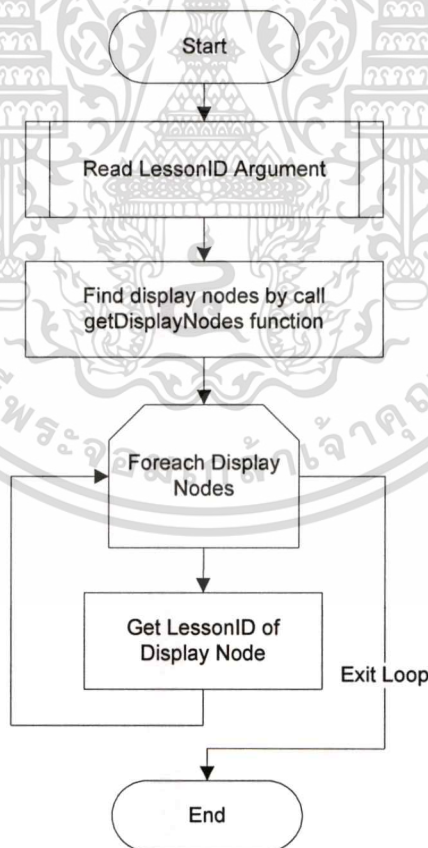 Start
Read LessonID Argument
Find display nodes by call
getDisplayNodes function
Foreach Display
Nodes
Get LessonID of
Display Node
Exit Loop
End